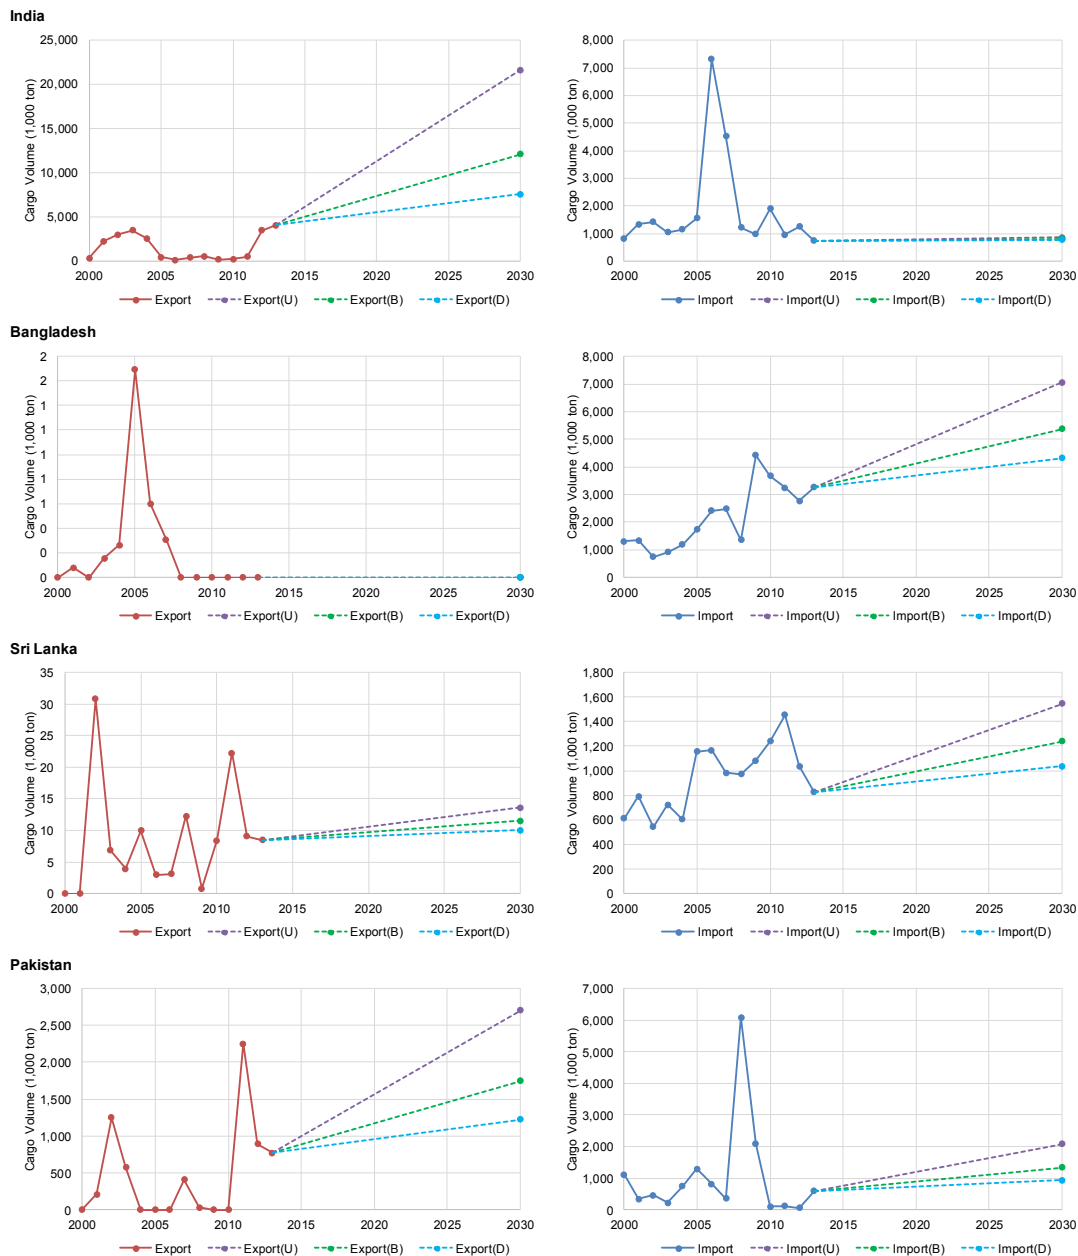 India
Cargo Volume (1,000 ton)
25,000
20,000
15,000
10,000
5,000
0
2000 2005 2010 2015 2020 2025 2030
Export Export(U) Export(B) Export(D)
Cargo Volume (1,000 ton)
8,000
7,000
6,000
5,000
4,000
3,000
2,000
1,000
0
2000 2005 2010 2015 2020 2025 2030
Import Import(U) Import(B) Import(D)
Bangladesh
Cargo Volume (1,000 ton)
2
2
1
1
1
1
1
0
0
0
2000 2005 2010 2015 2020 2025 2030
Export Export(U) Export(B) Export(D)
Cargo Volume (1,000 ton)
8,000
7,000
6,000
5,000
4,000
3,000
2,000
1,000
0
2000 2005 2010 2015 2020 2025 2030
Import Import(U) Import(B) Import(D)
Sri Lanka
Cargo Volume (1,000 ton)
35
30
25
20
15
10
5
0
2000 2005 2010 2015 2020 2025 2030
Export Export(U) Export(B) Export(D)
Cargo Volume (1,000 ton)
1,800
1,600
1,400
1,200
1,000
800
600
400
200
0
2000 2005 2010 2015 2020 2025 2030
Import Import(U) Import(B) Import(D)
Pakistan
Cargo Volume (1,000 ton)
3,000
2,500
2,000
1,500
1,000
500
0
2000 2005 2010 2015 2020 2025 2030
Export Export(U) Export(B) Export(D)
Cargo Volume (1,000 ton)
7,000
6,000
5,000
4,000
3,000
2,000
1,000
0
2000 2005 2010 2015 2020 2025 2030
Import Import(U) Import(B) Import(D)